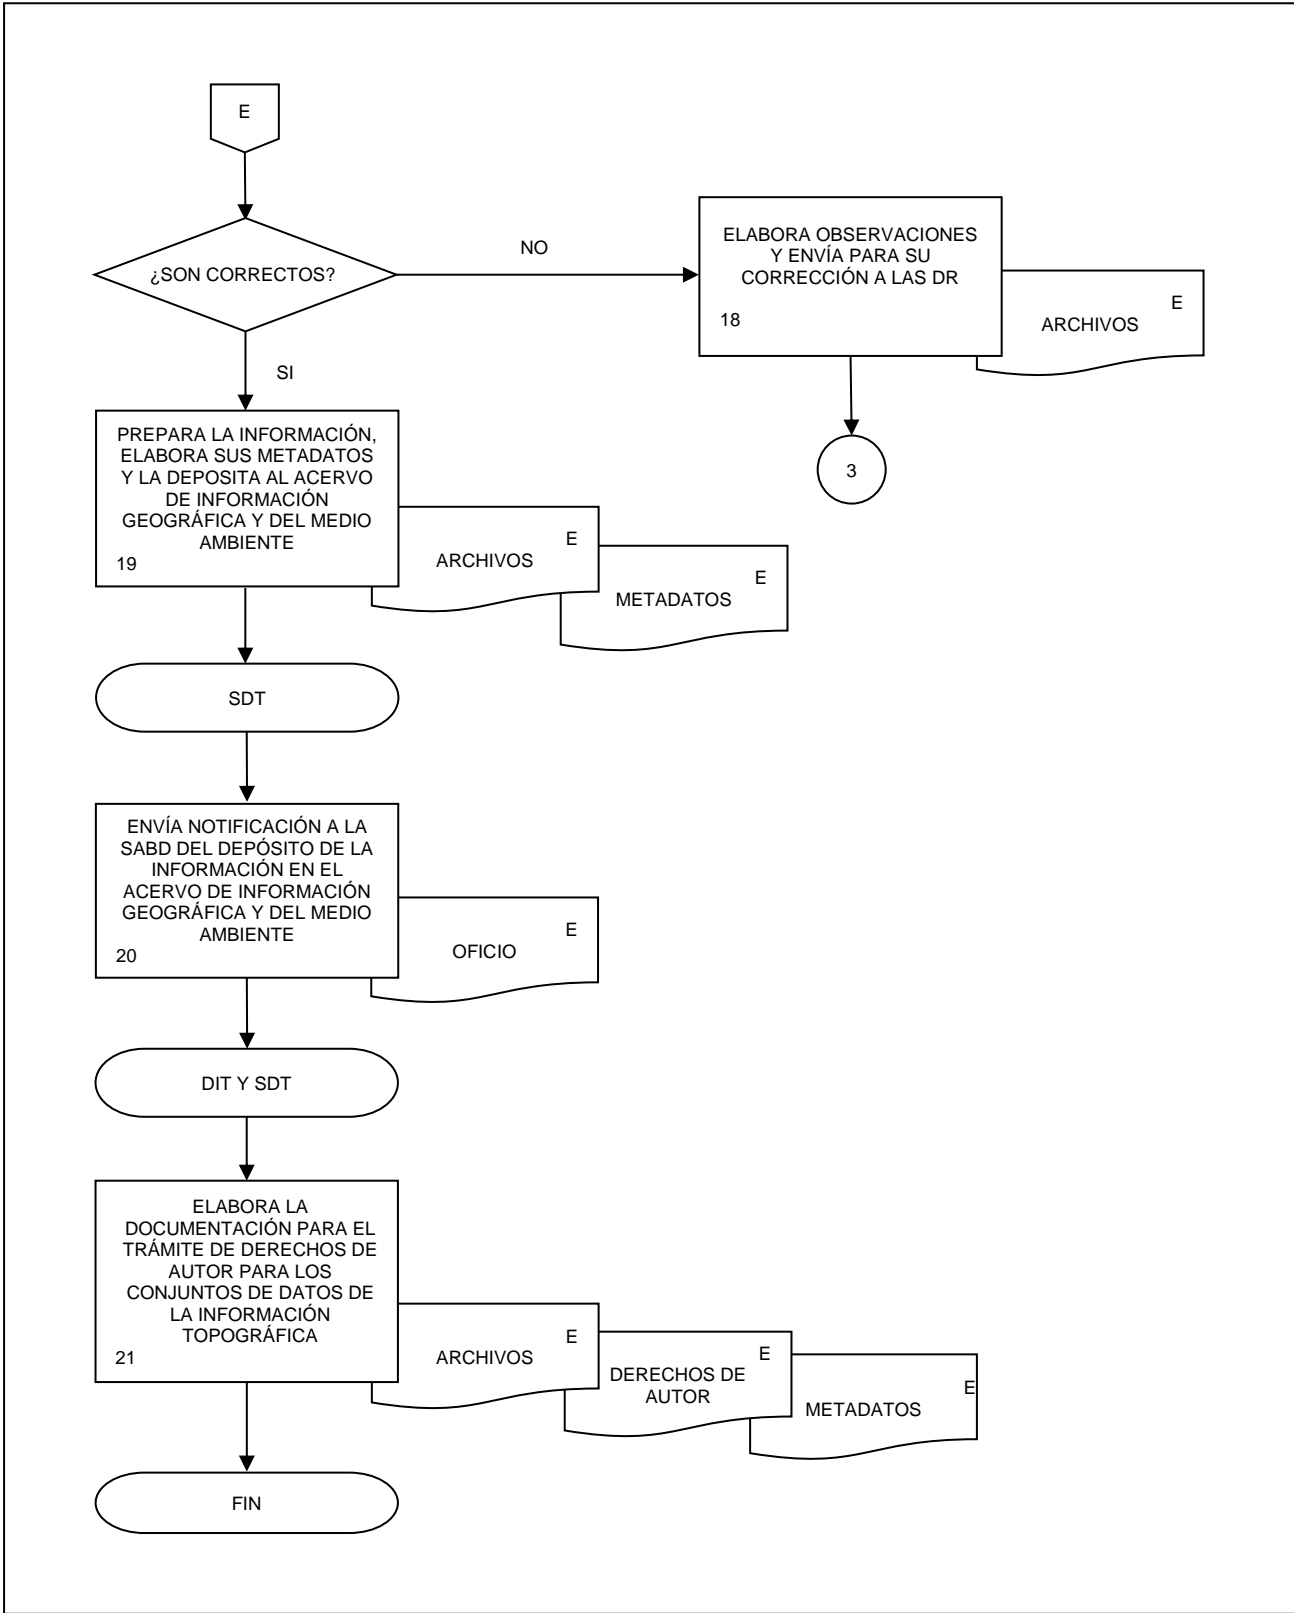 E
¿SON CORRECTOS?
NO
ELABORA OBSERVACIONES
Y ENVÍA PARA SU
CORRECCIÓN A LAS DR
18
E
ARCHIVOS
3
SI
PREPARA LA INFORMACIÓN,
ELABORA SUS METADATOS
Y LA DEPOSITA AL ACERVO
DE INFORMACIÓN
GEOGRÁFICA Y DEL MEDIO
AMBIENTE
19
E
ARCHIVOS
E
METADATOS
SDT
ENVÍA NOTIFICACIÓN A LA
SABD DEL DEPÓSITO DE LA
INFORMACIÓN EN EL
ACERVO DE INFORMACIÓN
GEOGRÁFICA Y DEL MEDIO
AMBIENTE
20
E
OFICIO
DIT Y SDT
ELABORA LA
DOCUMENTACIÓN PARA EL
TRÁMITE DE DERECHOS DE
AUTOR PARA LOS
CONJUNTOS DE DATOS DE
LA INFORMACIÓN
TOPOGRÁFICA
21
E
ARCHIVOS
E
DERECHOS DE
AUTOR
E
METADATOS
FIN